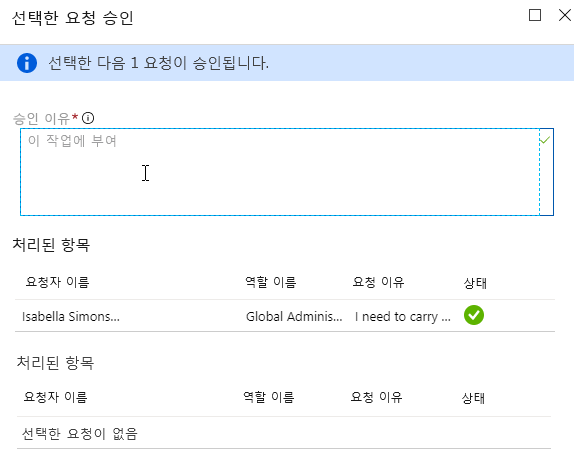 선택한 요청 승인
선택한 다음 1 요청이 승인됩니다.
승인 이유*
이 작업에 부여
처리된 항목
요청자 이름 역할 이름 요청 이유 상태
Isabella Simons... Global Adminis... I need to carry ...
처리된 항목
요청자 이름 역할 이름 요청 이유 상태
선택한 요청이 없음